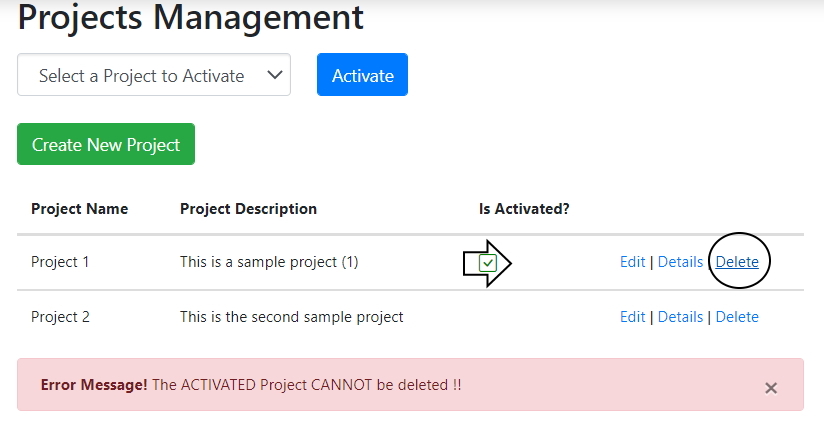 Projects Management
Select a Project to Activate
Activate
Create New Project
Project Name Project Description Is Activated?
Project 1 This is a sample project (1) Edit | Details | Delete
Project 2 This is the second sample project Edit | Details | Delete
Error Message! The ACTIVATED Project CANNOT be deleted !! ×